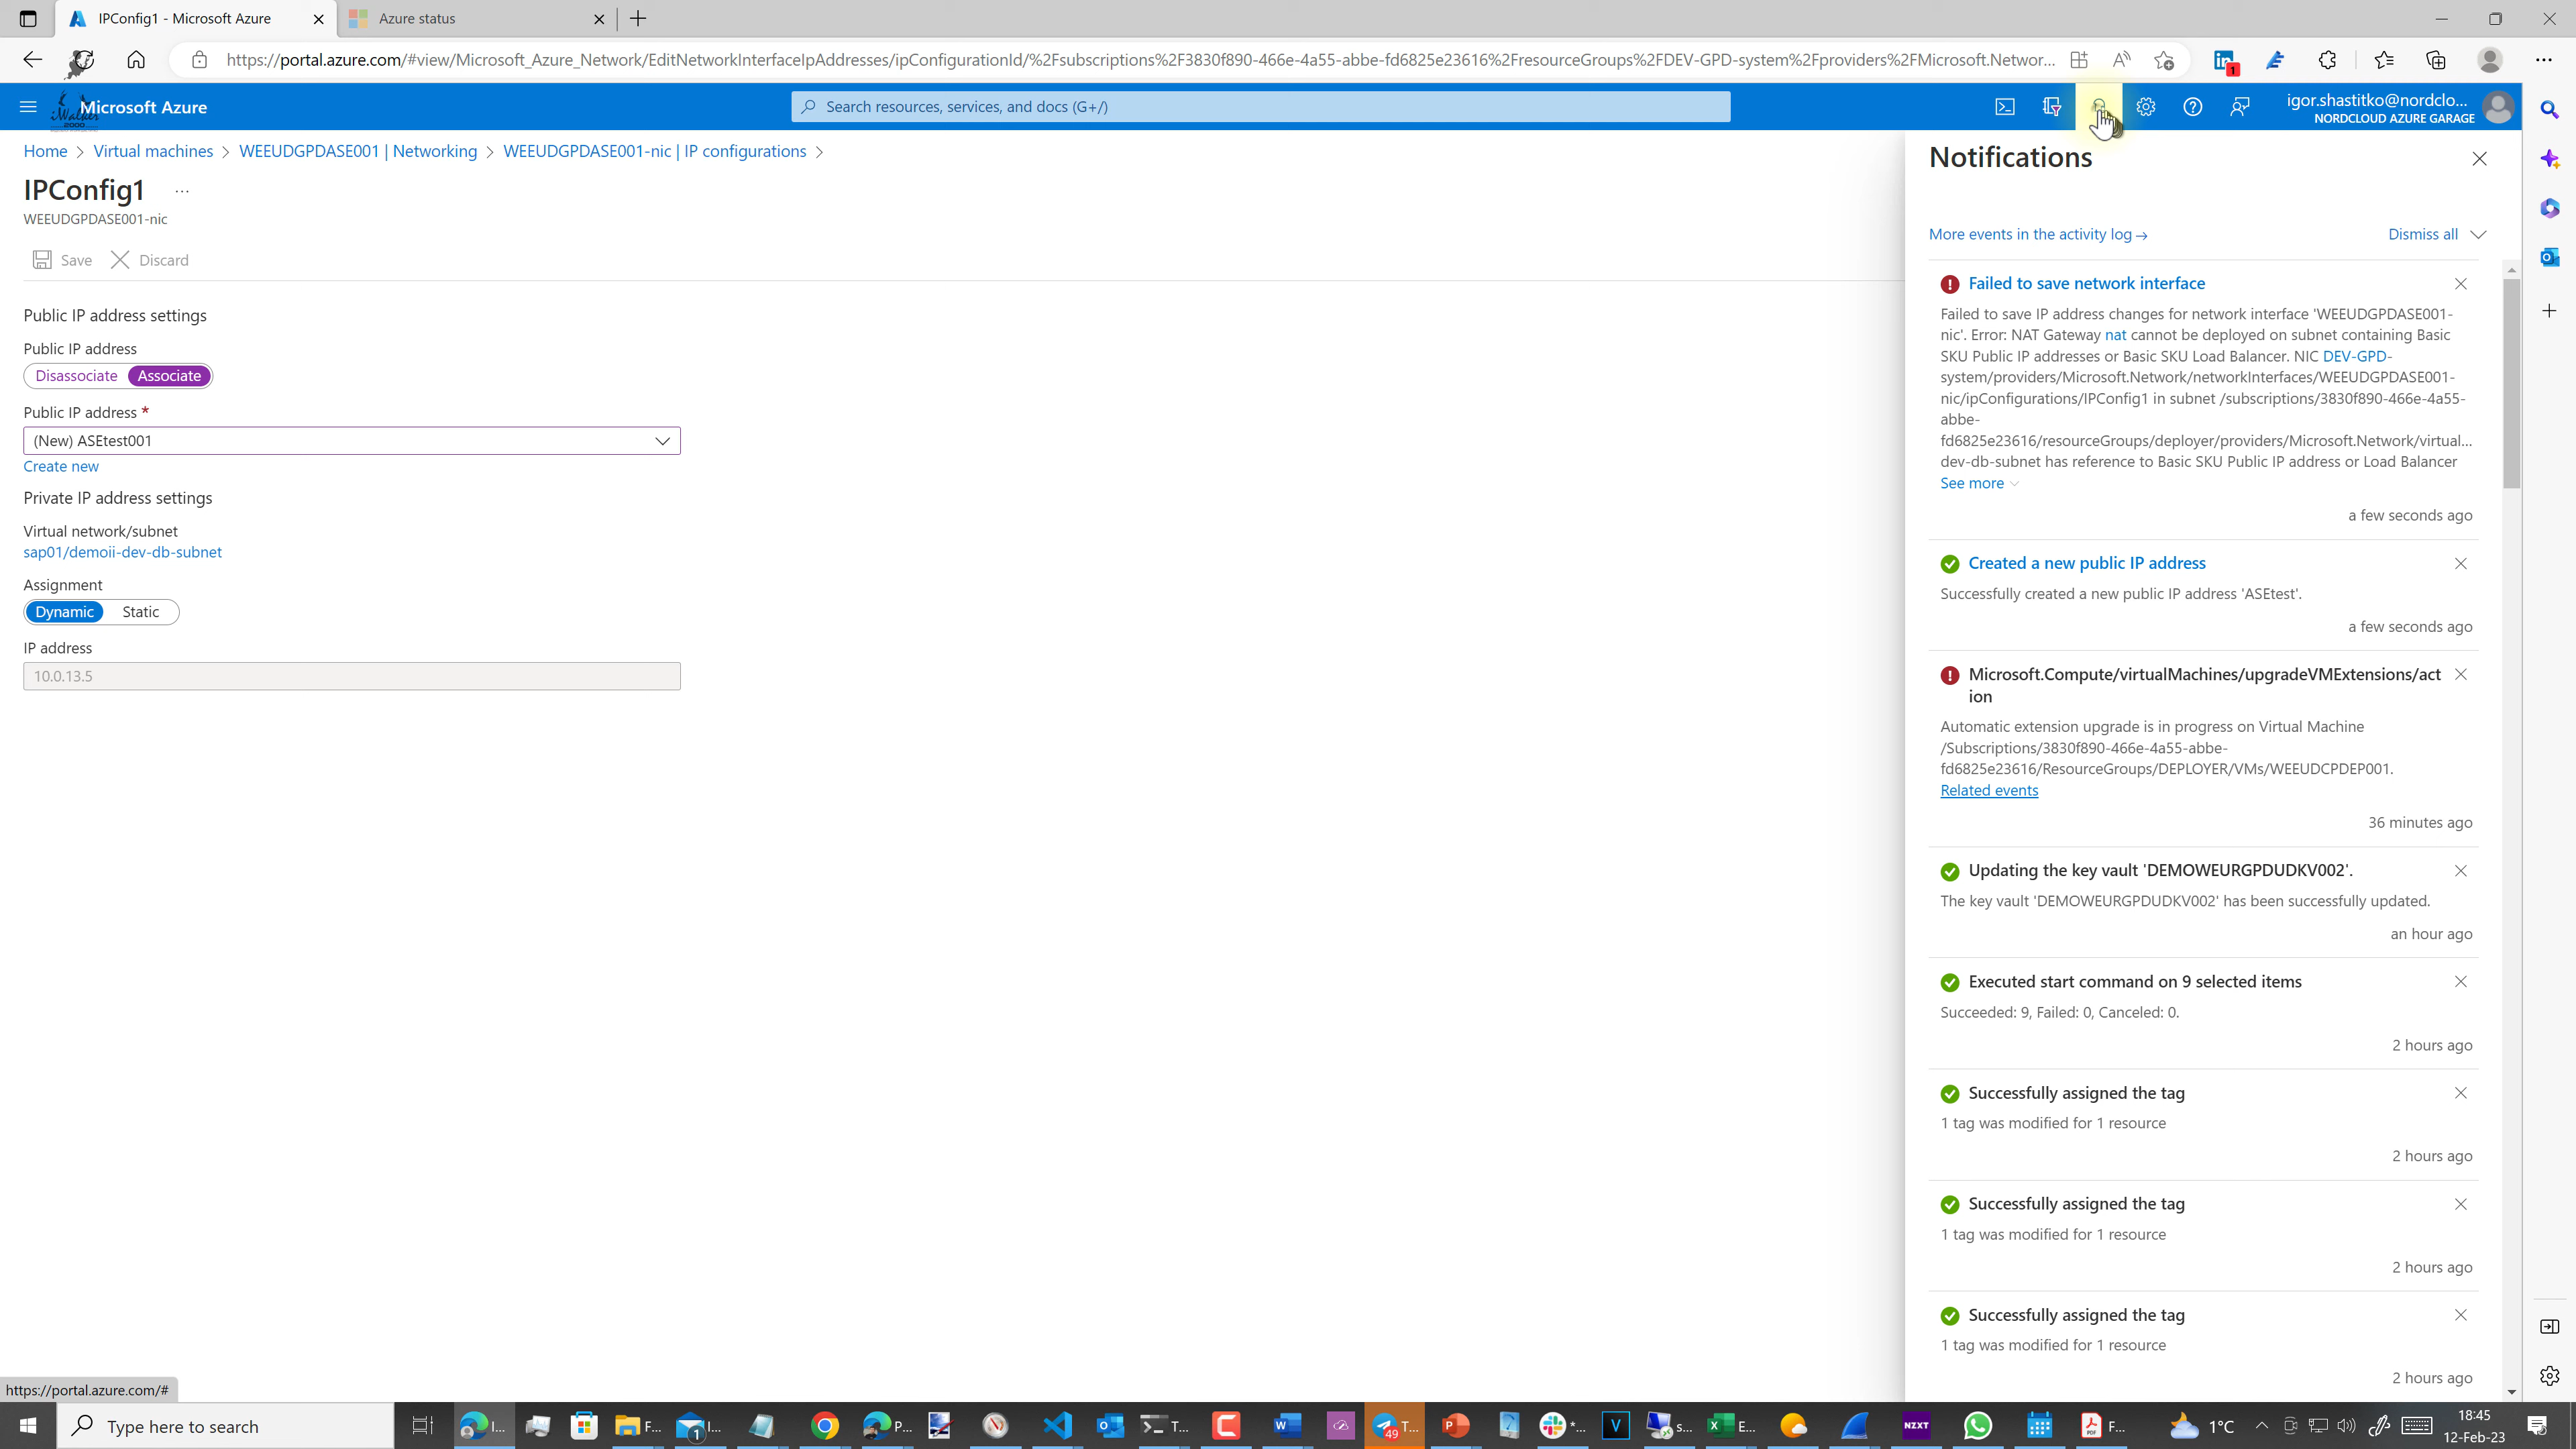 IPConfig1 - Microsoft Azure
Azure status
https://portal.azure.com/#view/Microsoft_Azure_Network/EditNetworkInterfaceIpAddresses/ipConfigurationId/%2Fsubscriptions%2F3830f890-466e-4a55-abbe-fd6825e23616%2FresourceGroups%2FDEV-GPD-system%2Fproviders%2FMicrosoft.Networ...
1
Microsoft Azure
Search resources, services, and docs (G+/)
igor.shastitko@nordclo...
NORDCLOUD AZURE GARAGE
iWalker
2000
Home > Virtual machines > WEEUDGPDASE001 | Networking > WEEUDGPDASE001-nic | IP configurations >
IPConfig1 ...
WEEUDGPDASE001-nic
Save Discard
Public IP address settings
Public IP address
Disassociate Associate
Public IP address *
(New) ASEtest001
Create new
Private IP address settings
Virtual network/subnet
sap01/demoii-dev-db-subnet
Assignment
Dynamic Static
IP address
10.0.13.5
Notifications
More events in the activity log →
Dismiss all
Failed to save network interface
Failed to save IP address changes for network interface 'WEEUDGPDASE001-
nic'. Error: NAT Gateway nat cannot be deployed on subnet containing Basic
SKU Public IP addresses or Basic SKU Load Balancer. NIC DEV-GPD-
system/providers/Microsoft.Network/networkInterfaces/WEEUDGPDASE001-
nic/ipConfigurations/IPConfig1 in subnet /subscriptions/3830f890-466e-4a55-
abbe-
fd6825e23616/resourceGroups/deployer/providers/Microsoft.Network/virtual...
dev-db-subnet has reference to Basic SKU Public IP address or Load Balancer
See more
a few seconds ago
Created a new public IP address
Successfully created a new public IP address 'ASEtest'.
a few seconds ago
Microsoft.Compute/virtualMachines/upgradeVMExtensions/act
ion
Automatic extension upgrade is in progress on Virtual Machine
/Subscriptions/3830f890-466e-4a55-abbe-
fd6825e23616/ResourceGroups/DEPLOYER/VMs/WEEUDCPDEP001.
Related events
36 minutes ago
Updating the key vault 'DEMOWEURGPDUDKV002'.
The key vault 'DEMOWEURGPDUDKV002' has been successfully updated.
an hour ago
Executed start command on 9 selected items
Succeeded: 9, Failed: 0, Canceled: 0.
2 hours ago
Successfully assigned the tag
1 tag was modified for 1 resource
2 hours ago
Successfully assigned the tag
1 tag was modified for 1 resource
2 hours ago
Successfully assigned the tag
1 tag was modified for 1 resource
2 hours ago
https://portal.azure.com/#
Type here to search
I...
F...
1
I...
P...
T...
49
T...
*...
V
s...
E...
NZXT
F...
1°C
18:45
12-Feb-23